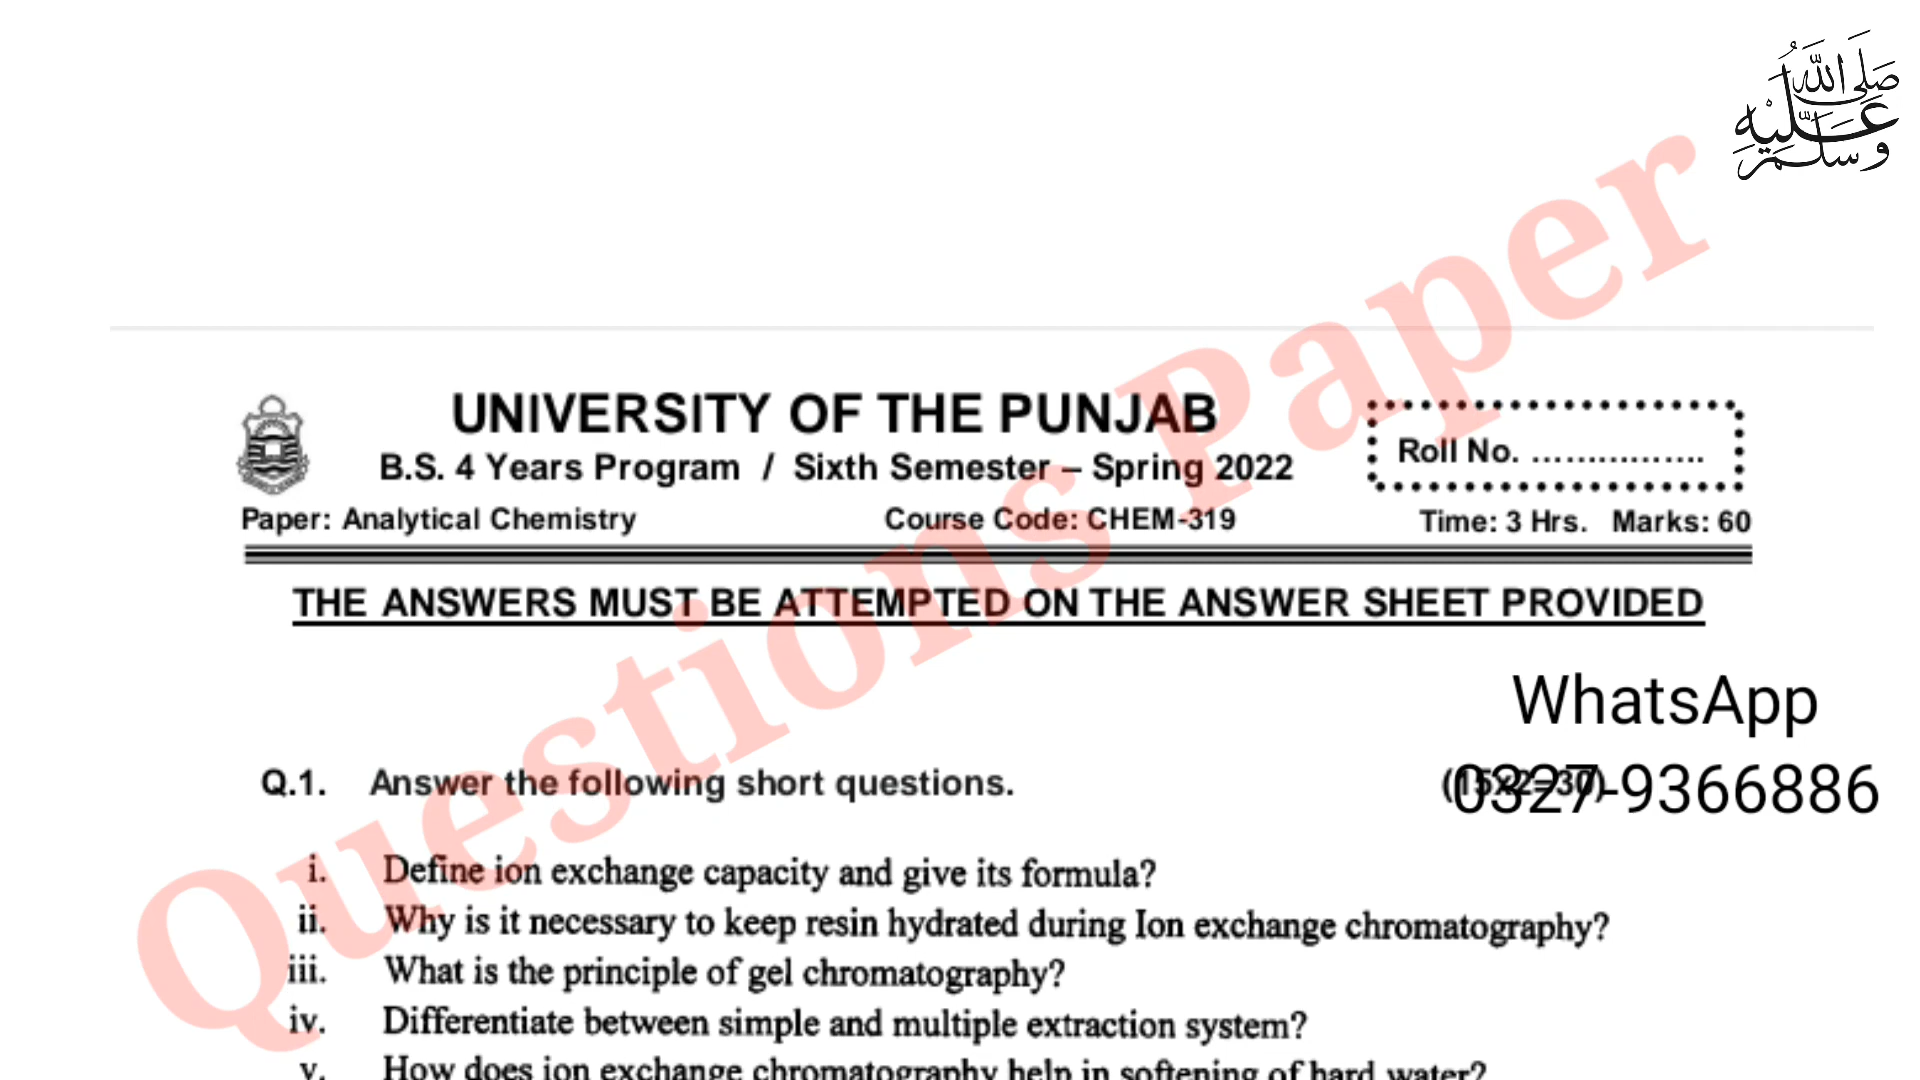 صلى الله
عليه
وسلم
UNIVERSITY OF THE PUNJAB
B.S. 4 Years Program / Sixth Semester – Spring 2022
Roll No. ................
Paper: Analytical Chemistry Course Code: CHEM-319 Time: 3 Hrs. Marks: 60
THE ANSWERS MUST BE ATTEMPTED ON THE ANSWER SHEET PROVIDED
Questions Paper
WhatsApp
0327-9366886
Q.1. Answer the following short questions. (15x2=30)
i. Define ion exchange capacity and give its formula?
ii. Why is it necessary to keep resin hydrated during Ion exchange chromatography?
iii. What is the principle of gel chromatography?
iv. Differentiate between simple and multiple extraction system?
v. How does ion exchange chromatography help in softening of hard water?